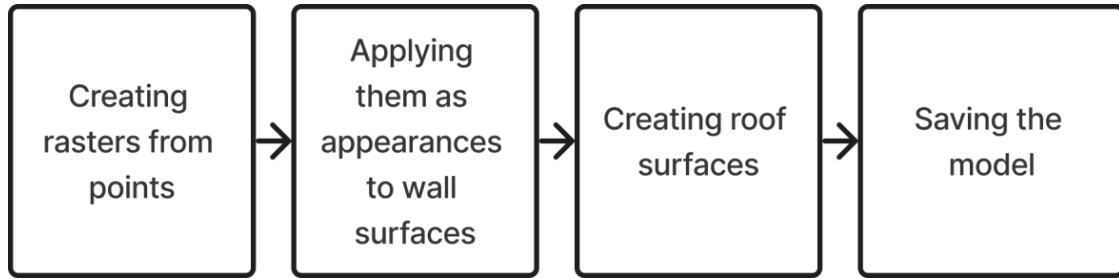 Creating
rasters from
points
Applying
them as
appearances
to wall
surfaces
Creating roof
surfaces
Saving the
model